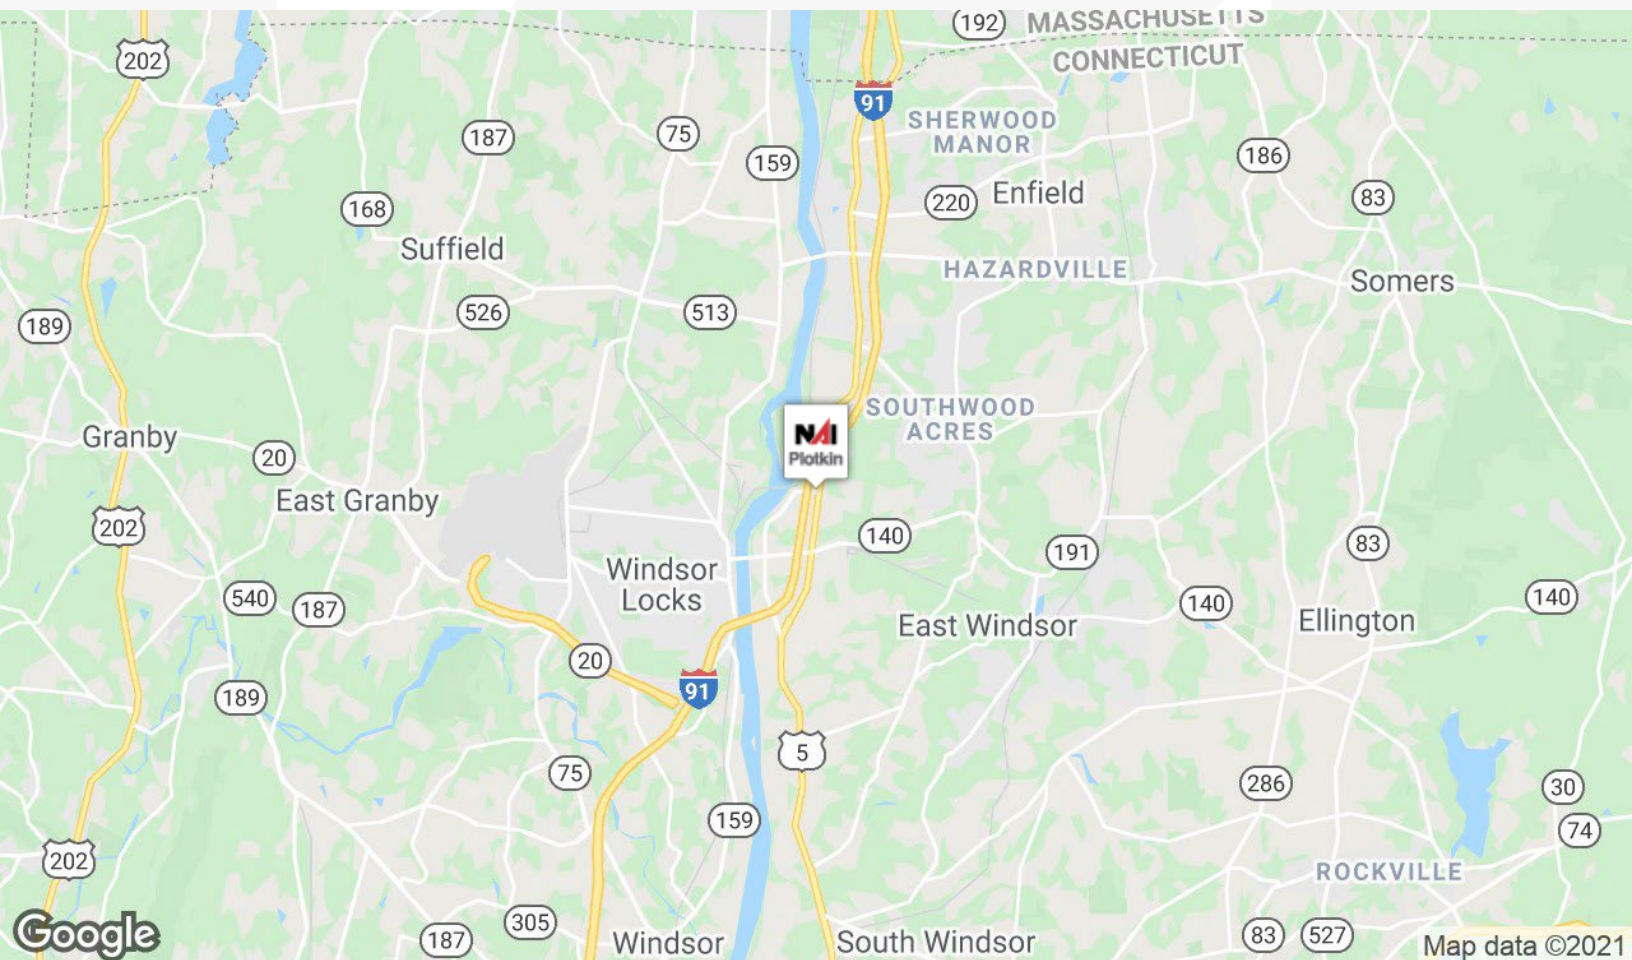 192
MASSACHUSETTS
CONNECTICUT
202
91
SHERWOOD
MANOR
187
75
159
186
168
220
Enfield
83
Suffield
HAZARDVILLE
Somers
526
513
189
SOUTHWOOD
ACRES
NAI
Plotkin
Granby
20
East Granby
202
140
191
83
Windsor
Locks
540
187
140
140
East Windsor
Ellington
20
91
189
5
75
286
30
159
74
202
ROCKVILLE
Google
187
305
Windsor
South Windsor
83
527
Map data ©2021